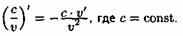 (c/v)' = −(c · v')/v², где c = const.